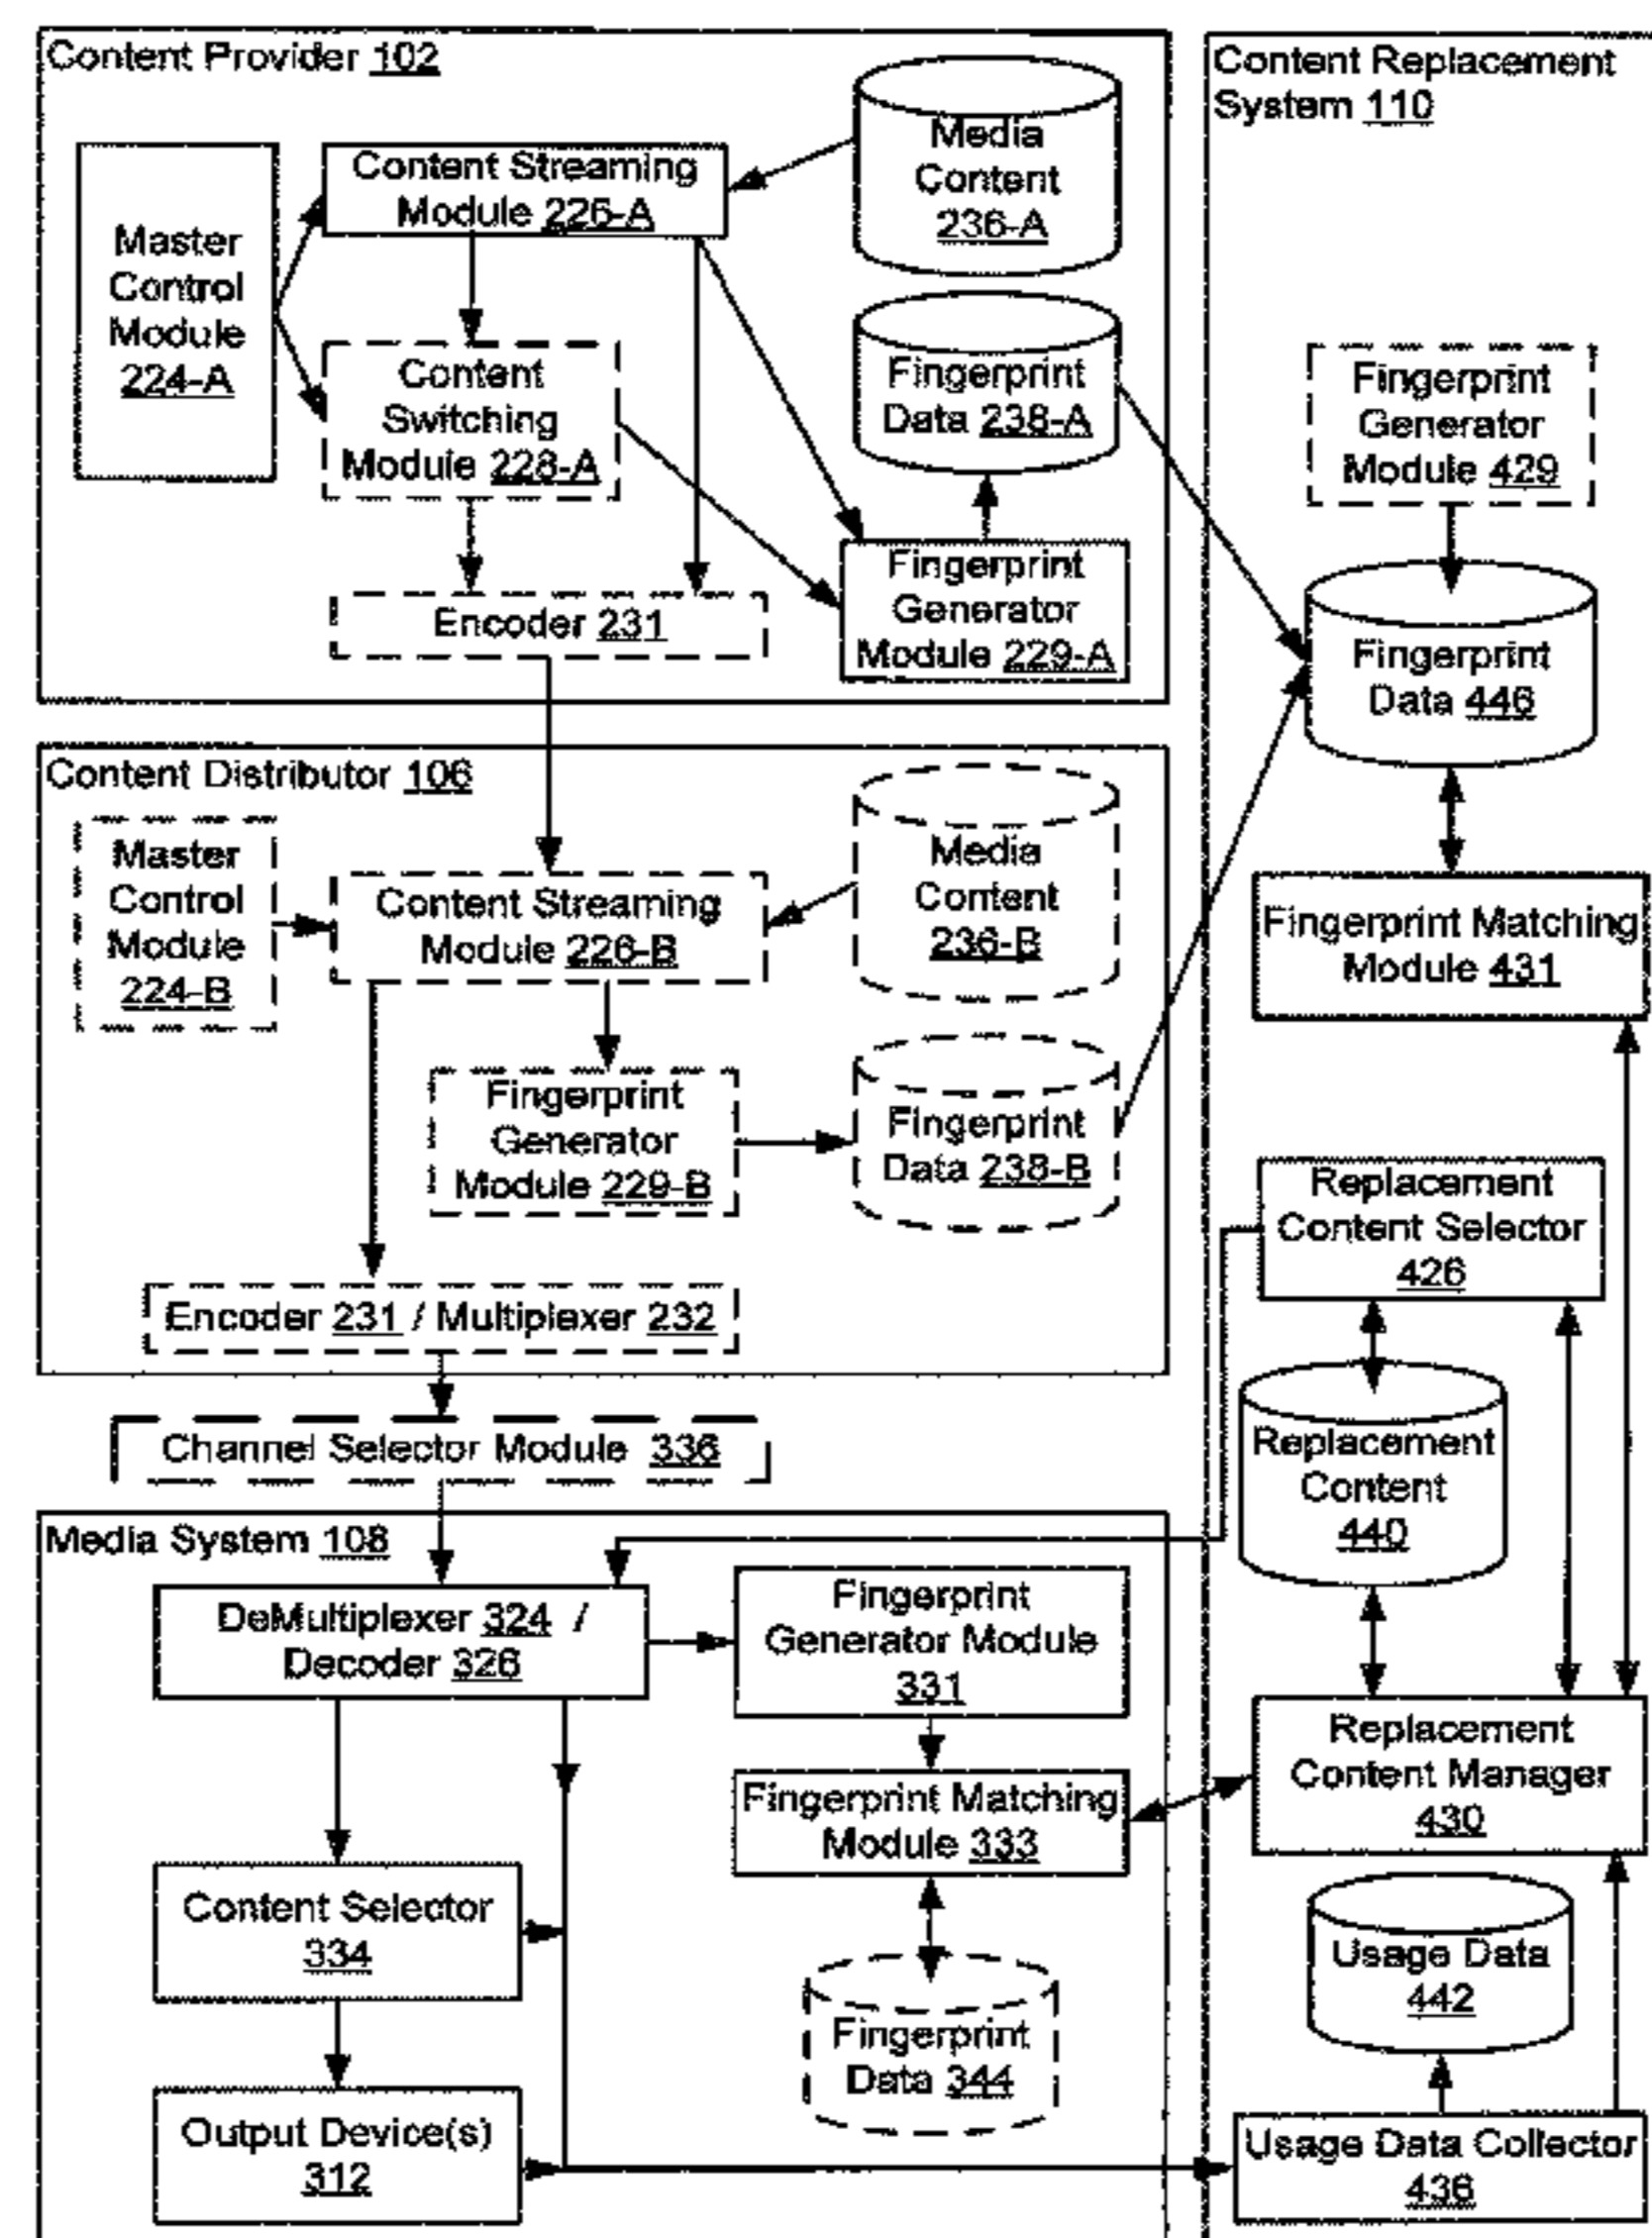 Content Provider 102
Master
Control
Module
224-A
Content Streaming
Module 226-A
Media
Content
236-A
Content
Switching
Module 228-A
Fingerprint
Data 238-A
Encoder 231
Fingerprint
Generator
Module 229-A
Content Distributor 106
Master
Control
Module
224-B
Content Streaming
Module 226-B
Media
Content
236-B
Fingerprint
Generator
Module 229-B
Fingerprint
Data 238-B
Encoder 231 / Multiplexer 232
Channel Selector Module 336
Media System 108
DeMultiplexer 324 /
Decoder 326
Fingerprint
Generator Module
331
Fingerprint Matching
Module 333
Content Selector
334
Fingerprint
Data 344
Output Device(s)
312
Content Replacement
System 110
Fingerprint
Generator
Module 429
Fingerprint
Data 446
Fingerprint Matching
Module 431
Replacement
Content Selector
426
Replacement
Content
440
Replacement
Content Manager
430
Usage Data
442
Usage Data Collector
436